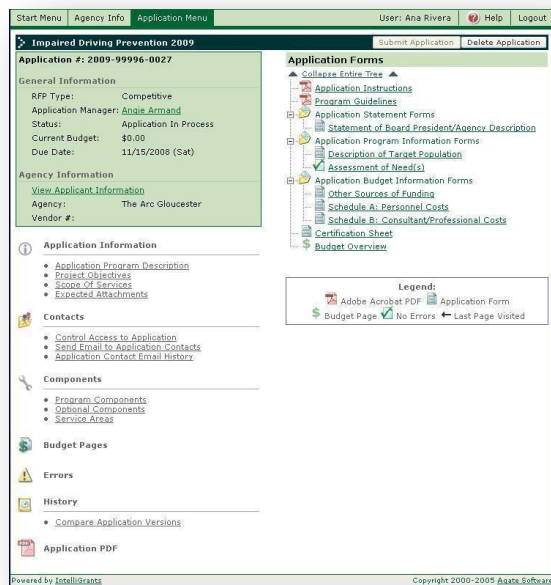 Start Menu Agency Info Application Menu User: Ana Rivera Help Logout
Impaired Driving Prevention 2009 Submit Application Delete Application
Application #: 2009-99996-0027
General Information
RFP Type: Competitive
Application Manager: Angie Armand
Status: Application In Process
Current Budget: $0.00
Due Date: 11/15/2008 (Sat)
Agency Information
View Applicant Information
Agency: The Arc Gloucester
Vendor #:
Application Information
Application Program Description
Project Objectives
Scope Of Services
Expected Attachments
Contacts
Control Access to Application
Send Email to Application Contacts
Application Contact Email History
Components
Program Components
Optional Components
Service Areas
Budget Pages
Errors
History
Compare Application Versions
Application PDF
Application Forms
Collapse Entire Tree
Application Instructions
Program Guidelines
Application Statement Forms
Statement of Board President/Agency Description
Application Program Information Forms
Description of Target Population
Assessment of Need(s)
Application Budget Information Forms
Other Sources of Funding
Schedule A: Personnel Costs
Schedule B: Consultant/Professional Costs
Certification Sheet
$ Budget Overview
Legend:
Adobe Acrobat PDF Application Form
$ Budget Page No Errors Last Page Visited
Powered by IntelliGrants Copyright 2000-2005 Agate Software